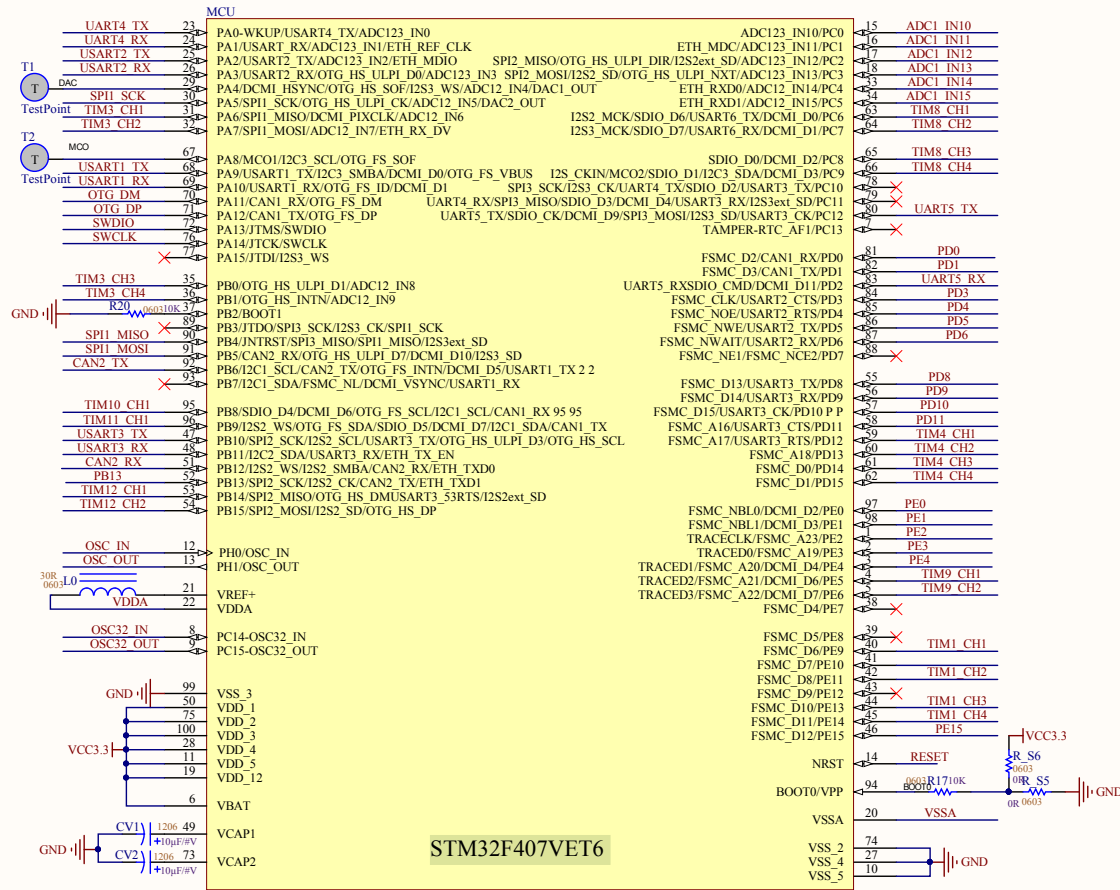 MCU
UART4_TX 23 PA0-WKUP/USART4_TX/ADC123_IN0 ADC123_IN10/PC0 15 ADC1_IN10
UART4_RX 24 PA1/USART_RX/ADC123_IN1/ETH_REF_CLK ETH_MDC/ADC123_IN11/PC1 16 ADC1_IN11
USART2_TX 25 PA2/USART2_TX/ADC123_IN2/ETH_MDIO SPI2_MISO/OTG_HS_ULPI_DIR/I2S2ext_SD/ADC123_IN12/PC2 17 ADC1_IN12
USART2_RX 26 PA3/USART2_RX/OTG_HS_ULPI_D0/ADC123_IN3 SPI2_MOSI/I2S2_SD/OTG_HS_ULPI_NXT/ADC123_IN13/PC3 18 ADC1_IN13
T1 T TestPoint DAC 29 PA4/DCMI_HSYNC/OTG_HS_SOF/I2S3_WS/ADC12_IN4/DAC1_OUT ETH_RXD0/ADC12_IN14/PC4 33 ADC1_IN14
SPI1_SCK 30 PA5/SPI1_SCK/OTG_HS_ULPI_CK/ADC12_IN5/DAC2_OUT ETH_RXD1/ADC12_IN15/PC5 34 ADC1_IN15
TIM3_CH1 31 PA6/SPI1_MISO/DCMI_PIXCLK/ADC12_IN6 I2S2_MCK/SDIO_D6/USART6_TX/DCMI_D0/PC6 63 TIM8_CH1
TIM3_CH2 32 PA7/SPI1_MOSI/ADC12_IN7/ETH_RX_DV I2S3_MCK/SDIO_D7/USART6_RX/DCMI_D1/PC7 64 TIM8_CH2
T2 T TestPoint MCO 67 PA8/MCO1/I2C3_SCL/OTG_FS_SOF SDIO_D0/DCMI_D2/PC8 65 TIM8_CH3
USART1_TX 68 PA9/USART1_TX/I2C3_SMBA/DCMI_D0/OTG_FS_VBUS I2S_CKIN/MCO2/SDIO_D1/I2C3_SDA/DCMI_D3/PC9 66 TIM8_CH4
USART1_RX 69 PA10/USART1_RX/OTG_FS_ID/DCMI_D1 SPI3_SCK/I2S3_CK/UART4_TX/SDIO_D2/USART3_TX/PC10 78
OTG_DM 70 PA11/CAN1_RX/OTG_FS_DM UART4_RX/SPI3_MISO/SDIO_D3/DCMI_D4/USART3_RX/I2S3ext_SD/PC11 79
OTG_DP 71 PA12/CAN1_TX/OTG_FS_DP UART5_TX/SDIO_CK/DCMI_D9/SPI3_MOSI/I2S3_SD/USART3_CK/PC12 80 UART5_TX
SWDIO 72 PA13/JTMS/SWDIO TAMPER-RTC_AF1/PC13 7
SWCLK 76 PA14/JTCK/SWCLK
77 PA15/JTDI/I2S3_WS FSMC_D2/CAN1_RX/PD0 81 PD0
FSMC_D3/CAN1_TX/PD1 82 PD1
TIM3_CH3 35 PB0/OTG_HS_ULPI_D1/ADC12_IN8 UART5_RXSDIO_CMD/DCMI_D11/PD2 83 UART5_RX
TIM3_CH4 36 PB1/OTG_HS_INTN/ADC12_IN9 FSMC_CLK/USART2_CTS/PD3 84 PD3
GND R20 0603 10K 37 PB2/BOOT1 FSMC_NOE/USART2_RTS/PD4 85 PD4
89 PB3/JTDO/SPI3_SCK/I2S3_CK/SPI1_SCK FSMC_NWE/USART2_TX/PD5 86 PD5
SPI1_MISO 90 PB4/JNTRST/SPI3_MISO/SPI1_MISO/I2S3ext_SD FSMC_NWAIT/USART2_RX/PD6 87 PD6
SPI1_MOSI 91 PB5/CAN2_RX/OTG_HS_ULPI_D7/DCMI_D10/I2S3_SD FSMC_NE1/FSMC_NCE2/PD7 88
CAN2_TX 92 PB6/I2C1_SCL/CAN2_TX/OTG_FS_INTN/DCMI_D5/USART1_TX 2 2
93 PB7/I2C1_SDA/FSMC_NL/DCMI_VSYNC/USART1_RX FSMC_D13/USART3_TX/PD8 55 PD8
FSMC_D14/USART3_RX/PD9 56 PD9
TIM10_CH1 95 PB8/SDIO_D4/DCMI_D6/OTG_FS_SCL/I2C1_SCL/CAN1_RX 95 95 FSMC_D15/USART3_CK/PD10 P P 57 PD10
TIM11_CH1 96 PB9/I2S2_WS/OTG_FS_SDA/SDIO_D5/DCMI_D7/I2C1_SDA/CAN1_TX FSMC_A16/USART3_CTS/PD11 58 PD11
USART3_TX 47 PB10/SPI2_SCK/I2S2_SCL/USART3_TX/OTG_HS_ULPI_D3/OTG_HS_SCL FSMC_A17/USART3_RTS/PD12 59 TIM4_CH1
USART3_RX 48 PB11/I2C2_SDA/USART3_RX/ETH_TX_EN FSMC_A18/PD13 60 TIM4_CH2
CAN2_RX 51 PB12/I2S2_WS/I2S2_SMBA/CAN2_RX/ETH_TXD0 FSMC_D0/PD14 61 TIM4_CH3
PB13 52 PB13/SPI2_SCK/I2S2_CK/CAN2_TX/ETH_TXD1 FSMC_D1/PD15 62 TIM4_CH4
TIM12_CH1 53 PB14/SPI2_MISO/OTG_HS_DMUSART3_53RTS/I2S2ext_SD
TIM12_CH2 54 PB15/SPI2_MOSI/I2S2_SD/OTG_HS_DP FSMC_NBL0/DCMI_D2/PE0 97 PE0
FSMC_NBL1/DCMI_D3/PE1 98 PE1
TRACECLK/FSMC_A23/PE2 1 PE2
OSC_IN 12 PH0/OSC_IN TRACED0/FSMC_A19/PE3 2 PE3
OSC_OUT 13 PH1/OSC_OUT TRACED1/FSMC_A20/DCMI_D4/PE4 3 PE4
30R 0603 L0 TRACED2/FSMC_A21/DCMI_D6/PE5 4 TIM9_CH1
21 VREF+ TRACED3/FSMC_A22/DCMI_D7/PE6 5 TIM9_CH2
VDDA 22 VDDA FSMC_D4/PE7 38
OSC32_IN 8 PC14-OSC32_IN FSMC_D5/PE8 39
OSC32_OUT 9 PC15-OSC32_OUT FSMC_D6/PE9 40 TIM1_CH1
FSMC_D7/PE10 41
FSMC_D8/PE11 42 TIM1_CH2
GND 99 VSS_3 FSMC_D9/PE12 43
50 VDD_1 FSMC_D10/PE13 44 TIM1_CH3
75 VDD_2 FSMC_D11/PE14 45 TIM1_CH4
100 VDD_3 FSMC_D12/PE15 46 PE15
VCC3.3 28 VDD_4 VCC3.3
11 VDD_5 NRST 14 RESET R_S6 0603 0R
19 VDD_12
6 VBAT BOOT0/VPP 94 BOOT0 0603 R17 10K R_S5 0R 0603 GND
VSSA 20 VSSA
CV1 1206 +10µF/#V 49 VCAP1
GND VSS_2 74
CV2 1206 +10µF/#V 73 VCAP2 VSS_4 27 GND
VSS_5 10
STM32F407VET6